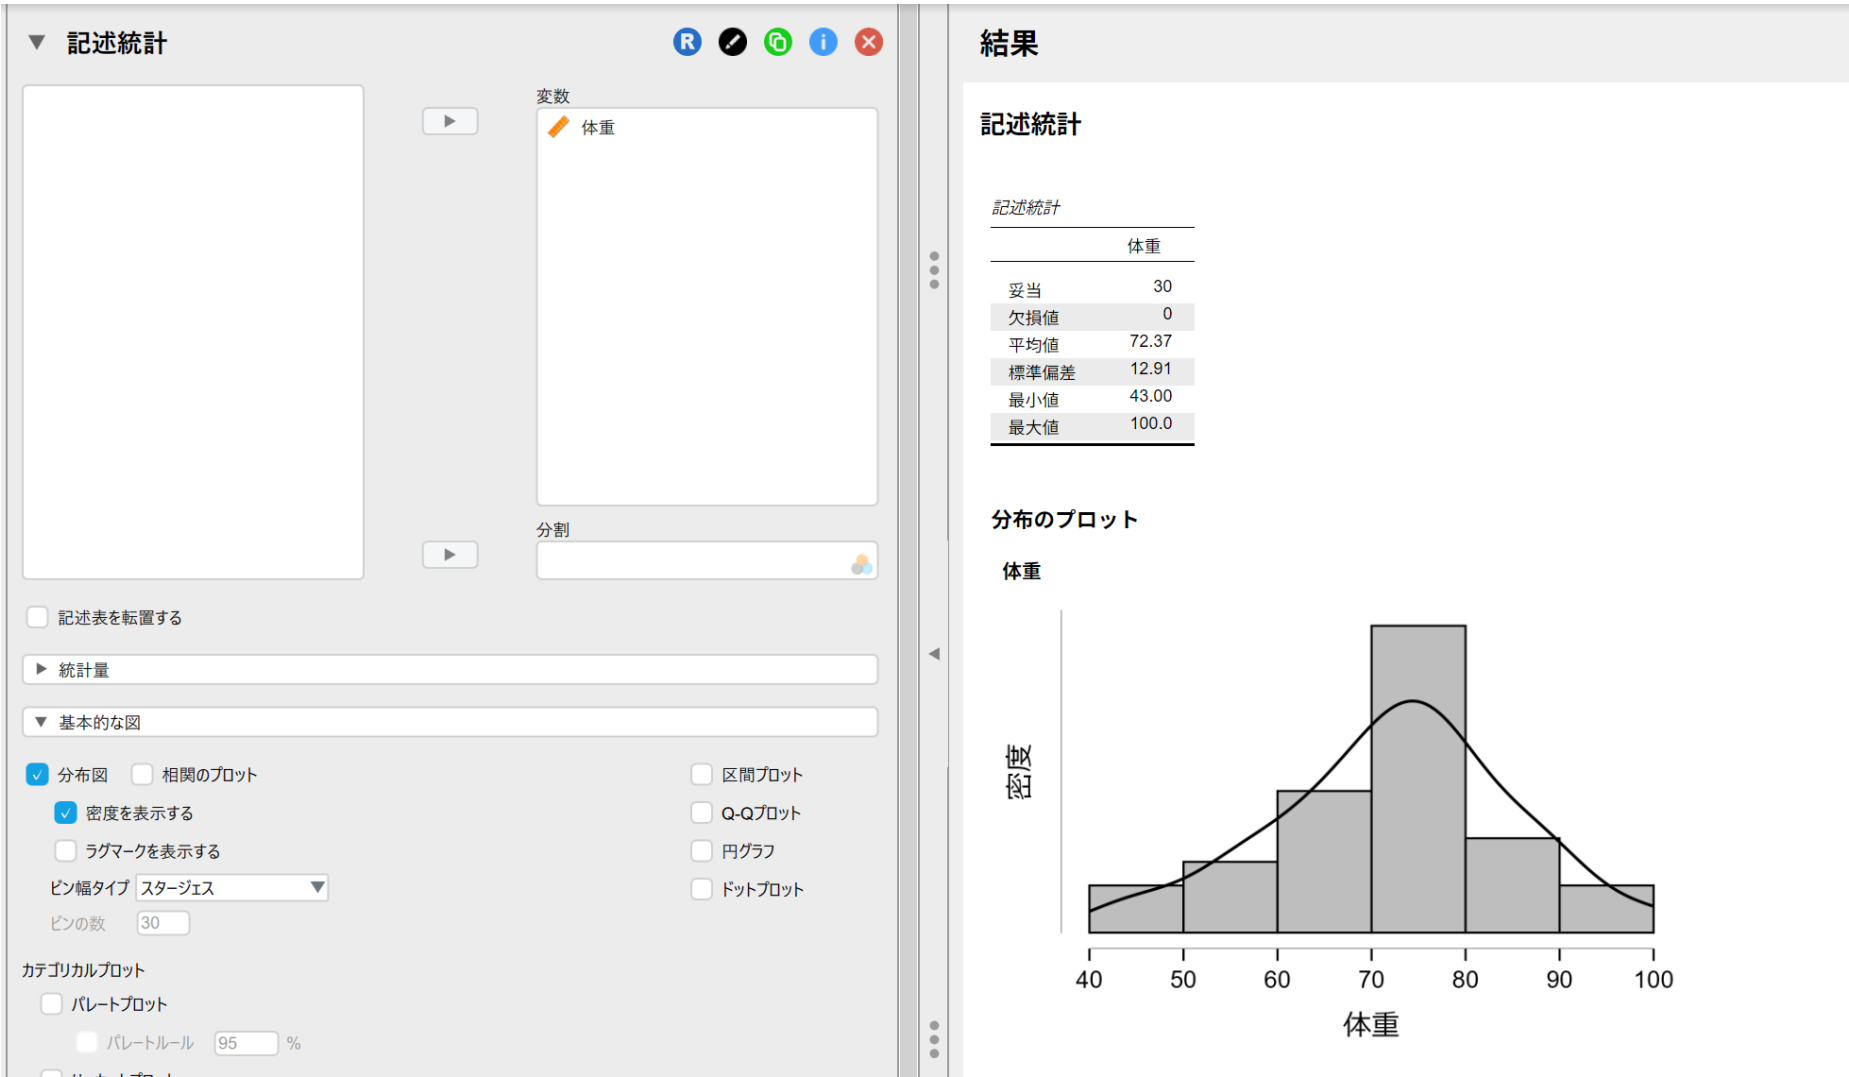 記述統計
R
i
変数
体重
分割
記述表を転置する
統計量
基本的な図
分布図
相関のプロット
密度を表示する
ラグマークを表示する
ビン幅タイプ スタージェス
ビンの数 30
区間プロット
Q-Qプロット
円グラフ
ドットプロット
カテゴリカルプロット
パレートプロット
パレートルール 95 %
結果
記述統計
記述統計
体重
妥当 30
欠損値 0
平均値 72.37
標準偏差 12.91
最小値 43.00
最大値 100.0
分布のプロット
体重
密度
40 50 60 70 80 90 100
体重